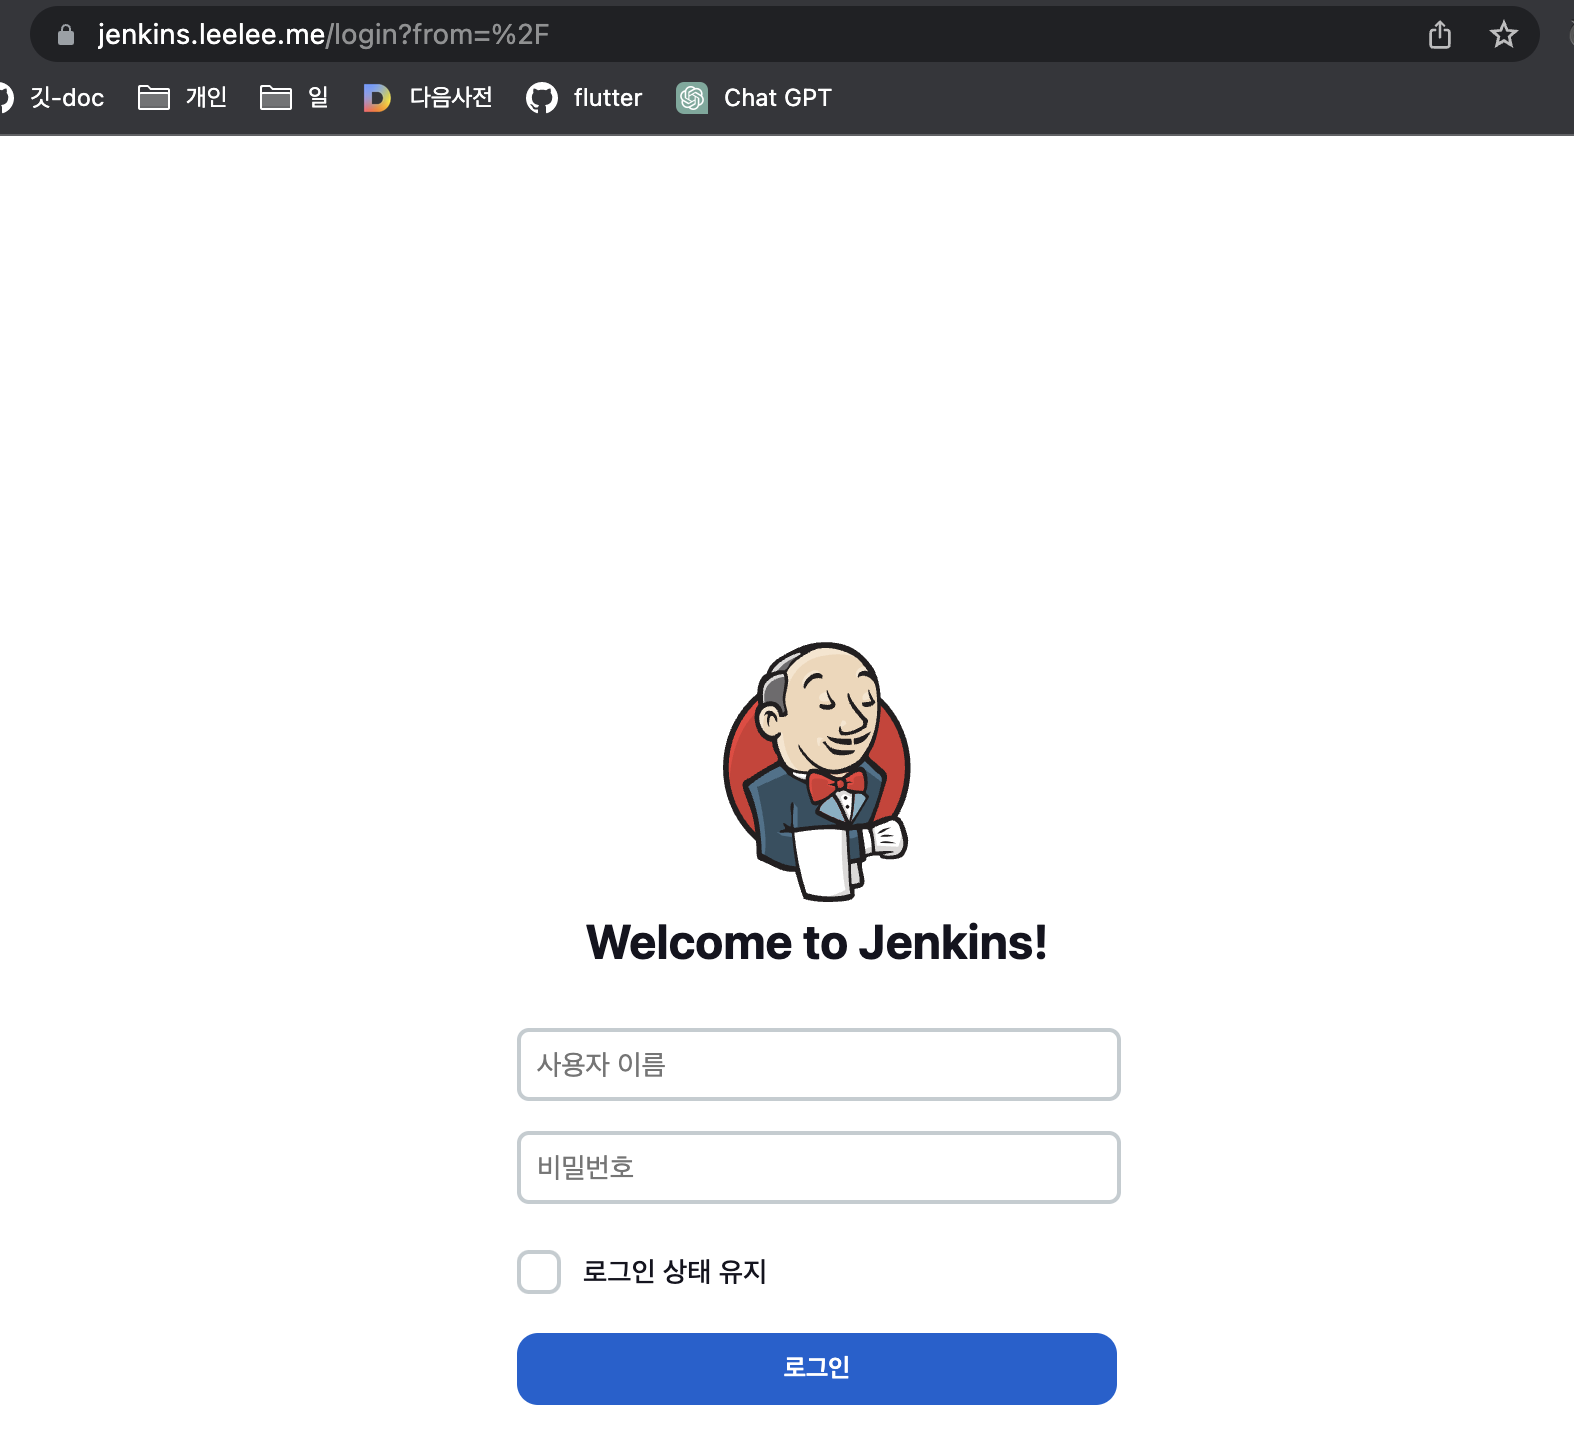 jenkins.leelee.me/login?from=%2F
깃-doc 개인 일 다음사전 flutter Chat GPT
Welcome to Jenkins!
사용자 이름
비밀번호
로그인 상태 유지
로그인